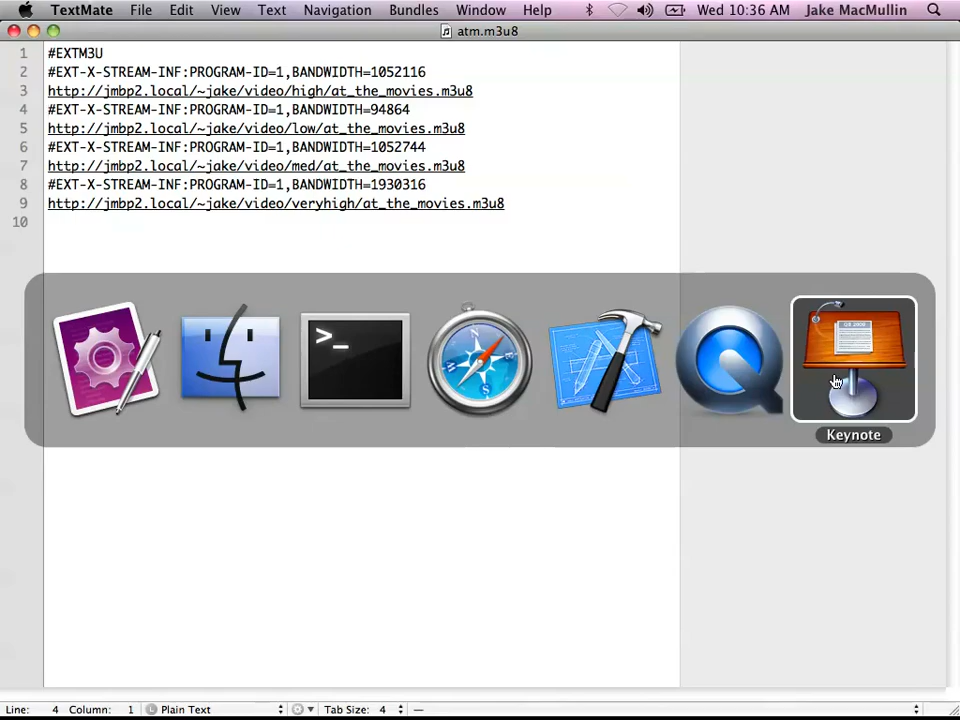 TextMate File Edit View Text Navigation Bundles Window Help Wed 10:36 AM Jake MacMullin
atm.m3u8
1 #EXTM3U
2 #EXT-X-STREAM-INF:PROGRAM-ID=1,BANDWIDTH=1052116
3 http://jmbp2.local/~jake/video/high/at_the_movies.m3u8
4 #EXT-X-STREAM-INF:PROGRAM-ID=1,BANDWIDTH=94864
5 http://jmbp2.local/~jake/video/low/at_the_movies.m3u8
6 #EXT-X-STREAM-INF:PROGRAM-ID=1,BANDWIDTH=1052744
7 http://jmbp2.local/~jake/video/med/at_the_movies.m3u8
8 #EXT-X-STREAM-INF:PROGRAM-ID=1,BANDWIDTH=1930316
9 http://jmbp2.local/~jake/video/veryhigh/at_the_movies.m3u8
10
>_
Keynote
Line: 4 Column: 1 L Plain Text Tab Size: 4 —